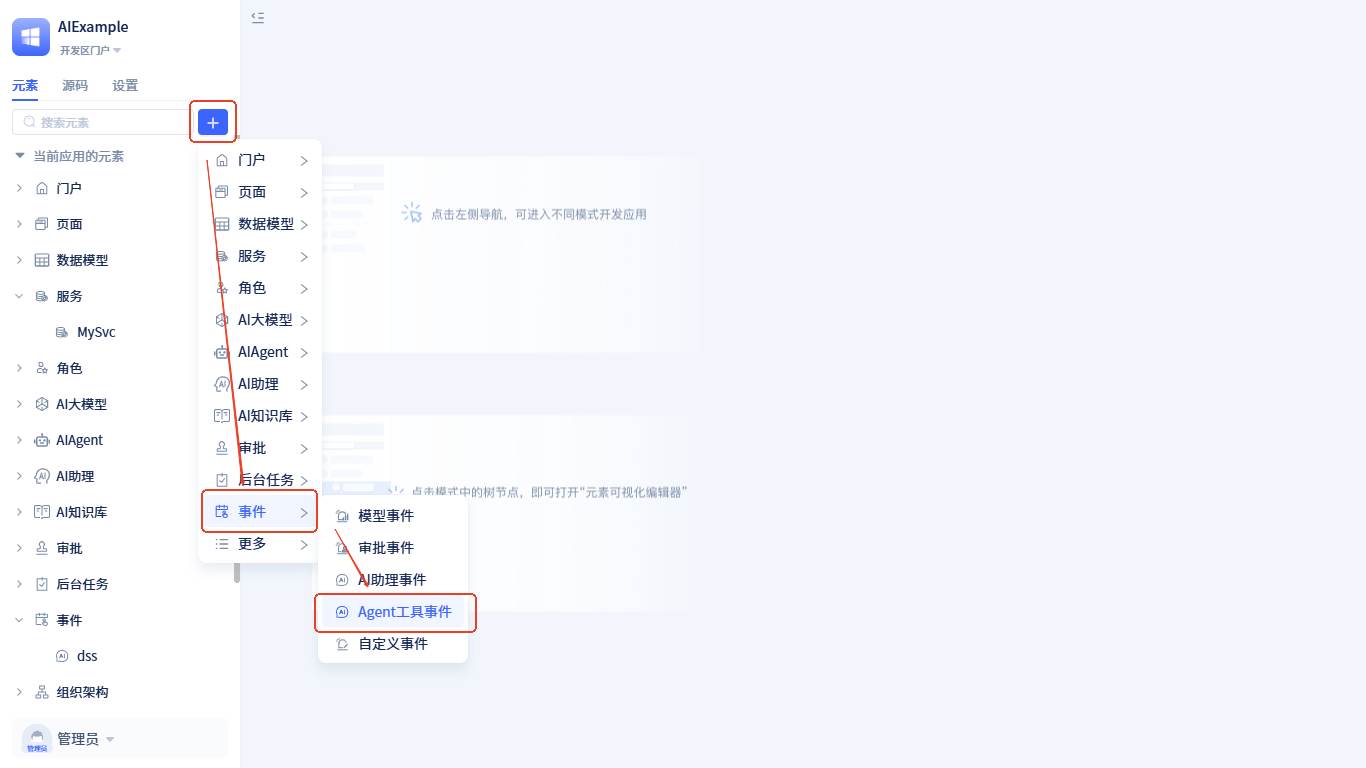 AIExample
开发区门户
元素 源码 设置
搜索元素
当前应用的元素
门户
页面
数据模型
服务
MySvc
角色
AI大模型
AIAgent
AI助理
AI知识库
审批
后台任务
事件
dss
组织架构
管理员
管理员
门户
页面
数据模型
服务
角色
AI大模型
AIAgent
AI助理
AI知识库
审批
后台任务
事件
更多
模型事件
审批事件
AI助理事件
Agent工具事件
自定义事件
点击左侧导航，可进入不同模式开发应用
点击模式中的树节点，即可打开“元素可视化编辑器”